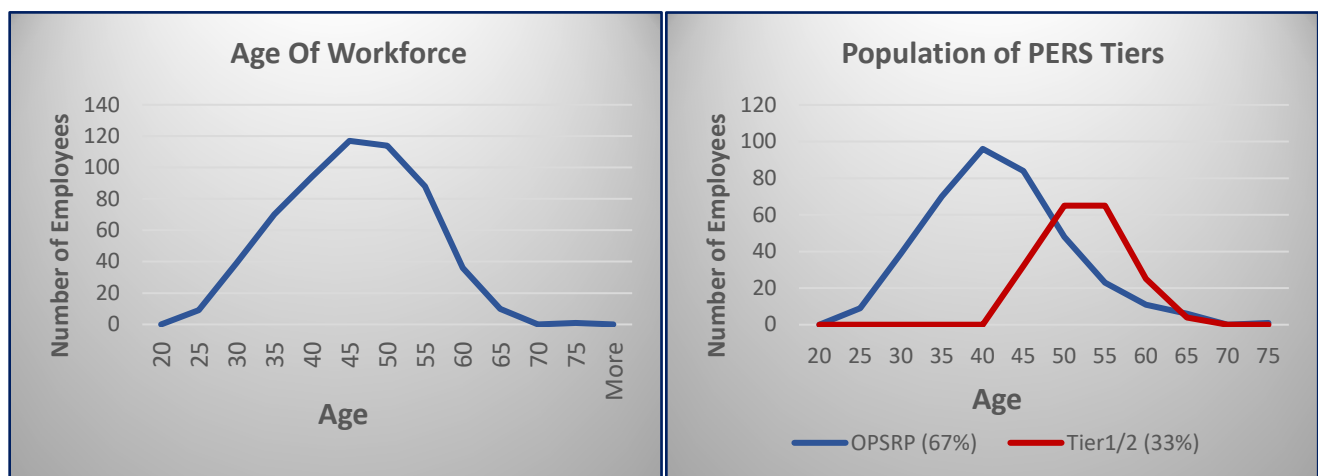 Age Of Workforce
Number of Employees
140
120
100
80
60
40
20
0
20 25 30 35 40 45 50 55 60 65 70 75 More
Age
Population of PERS Tiers
Number of Employees
120
100
80
60
40
20
0
20 25 30 35 40 45 50 55 60 65 70 75
Age
OPSRP (67%) Tier1/2 (33%)